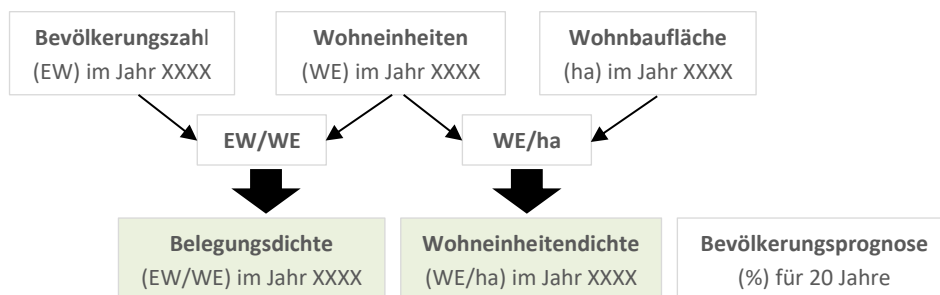 Bevölkerungszahl
(EW) im Jahr XXXX
Wohneinheiten
(WE) im Jahr XXXX
Wohnbaufläche
(ha) im Jahr XXXX
EW/WE
WE/ha
Belegungsdichte
(EW/WE) im Jahr XXXX
Wohneinheitendichte
(WE/ha) im Jahr XXXX
Bevölkerungsprognose
(%) für 20 Jahre